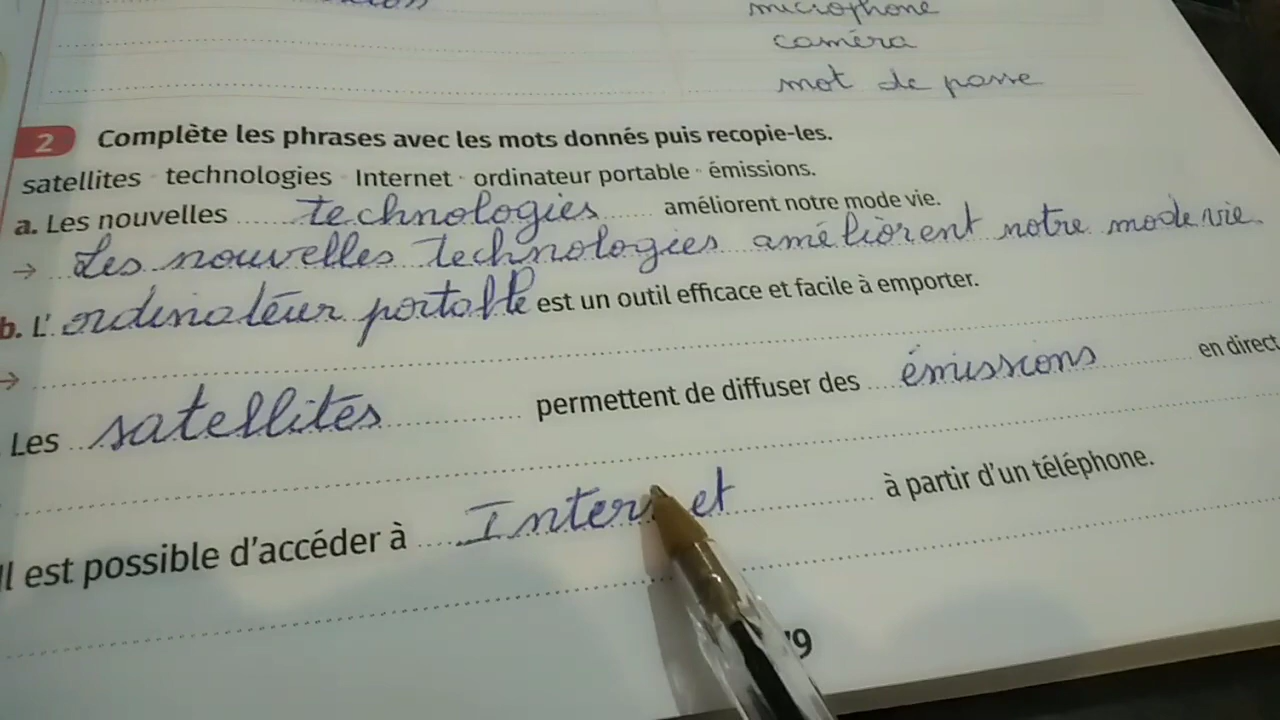 microphone
caméra
mot de passe
2 Complète les phrases avec les mots donnés puis recopie-les.
satellites · technologies · Internet · ordinateur portable · émissions.
a. Les nouvelles technologies améliorent notre mode vie.
→ Les nouvelles technologies améliorent notre mode vie.
b. L' ordinateur portable est un outil efficace et facile à emporter.
→
Les satellites permettent de diffuser des émissions en direct
Il est possible d'accéder à Internet à partir d'un téléphone.